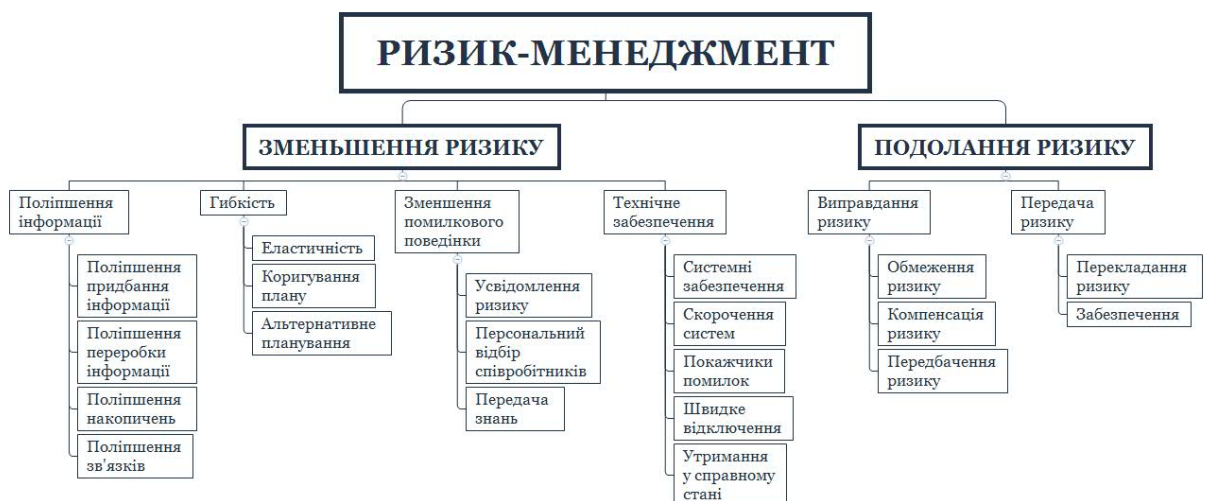 РИЗИК-МЕНЕДЖМЕНТ
ЗМЕНЬШЕННЯ РИЗИКУ
ПОДОЛАННЯ РИЗИКУ
Поліпшення
інформації
Поліпшення
придбання
інформації
Поліпшення
переробки
інформації
Поліпшення
накопичень
Поліпшення
зв'язків
Гибкість
Еластичність
Коригування
плану
Альтернативне
планування
Зменшення
помилкового
поведінки
Усвідомлення
ризику
Персональний
відбір
співробітників
Передача
знань
Технічне
забезпечення
Системні
забезпечення
Скорочення
систем
Покажчики
помилок
Швидке
відключення
Утримання
у справному
стані
Виправдання
ризику
Обмеження
ризику
Компенсація
ризику
Передбачення
ризику
Передача
ризику
Перекладання
ризику
Забезпечення